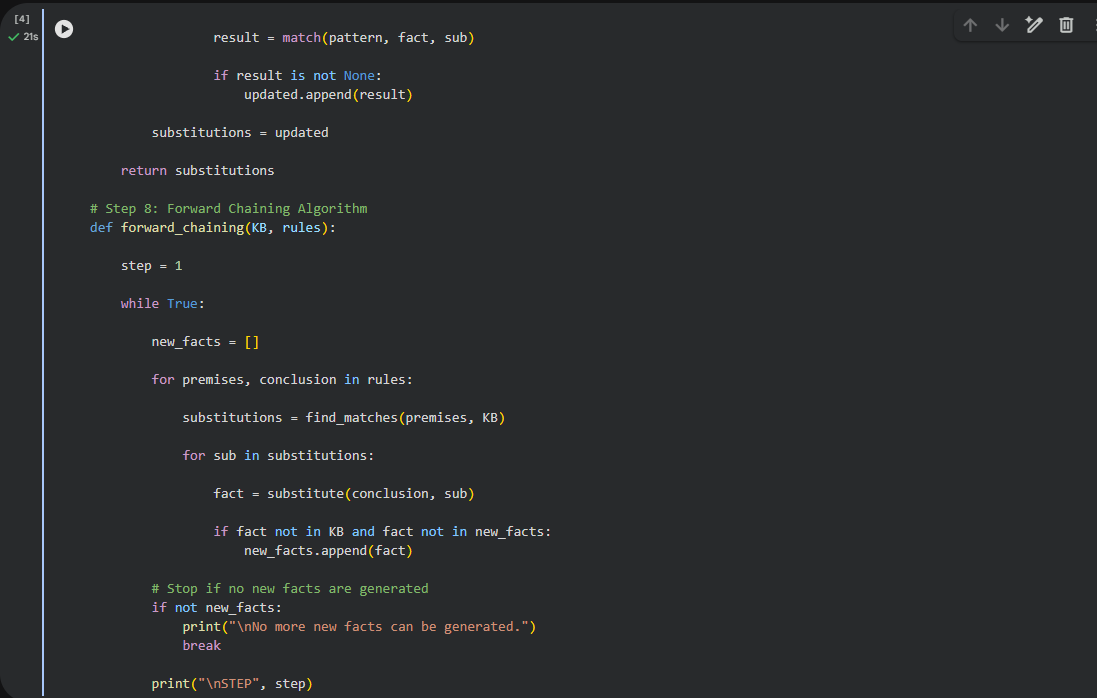 [4]
21s
result = match(pattern, fact, sub)
if result is not None:
updated.append(result)
substitutions = updated
return substitutions
# Step 8: Forward Chaining Algorithm
def forward_chaining(KB, rules):
step = 1
while True:
new_facts = []
for premises, conclusion in rules:
substitutions = find_matches(premises, KB)
for sub in substitutions:
fact = substitute(conclusion, sub)
if fact not in KB and fact not in new_facts:
new_facts.append(fact)
# Stop if no new facts are generated
if not new_facts:
print("\nNo more new facts can be generated.")
break
print("\nSTEP", step)